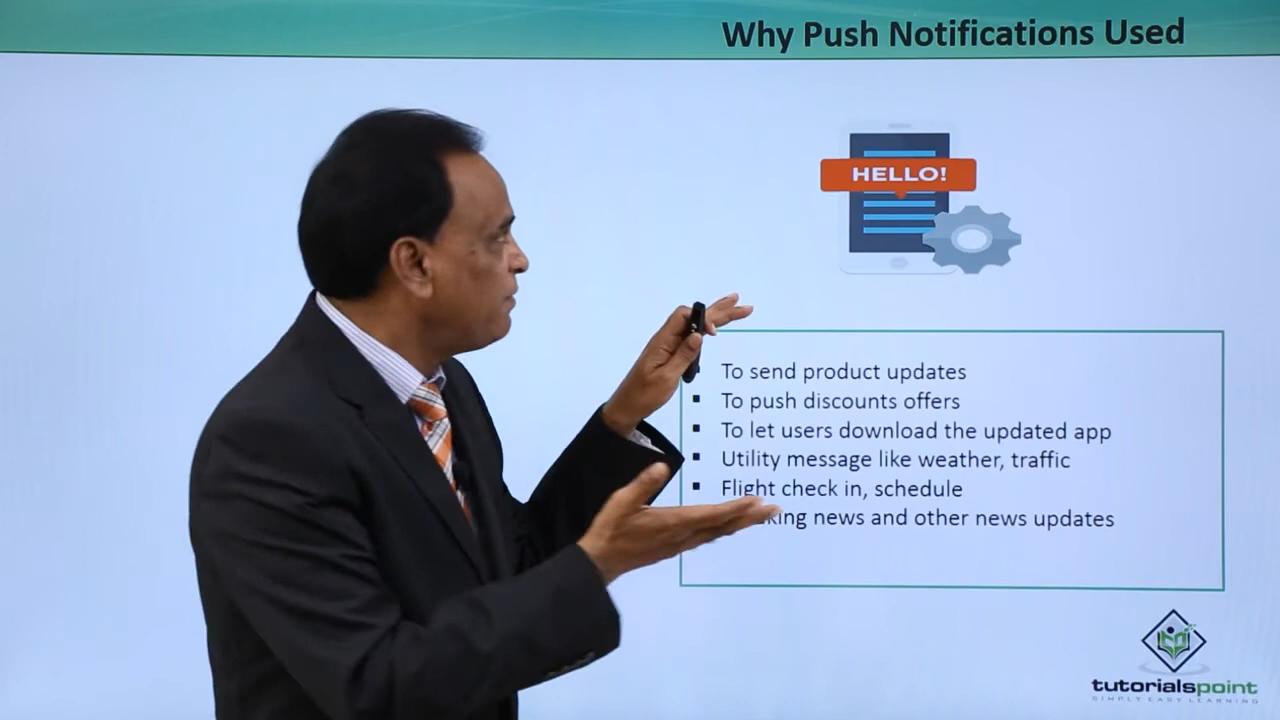 Why Push Notifications Used
HELLO!
To send product updates
To push discounts offers
To let users download the updated app
Utility message like weather, traffic
Flight check in, schedule
news and other news updates
tutorialspoint
SIMPLY EASY LEARNING